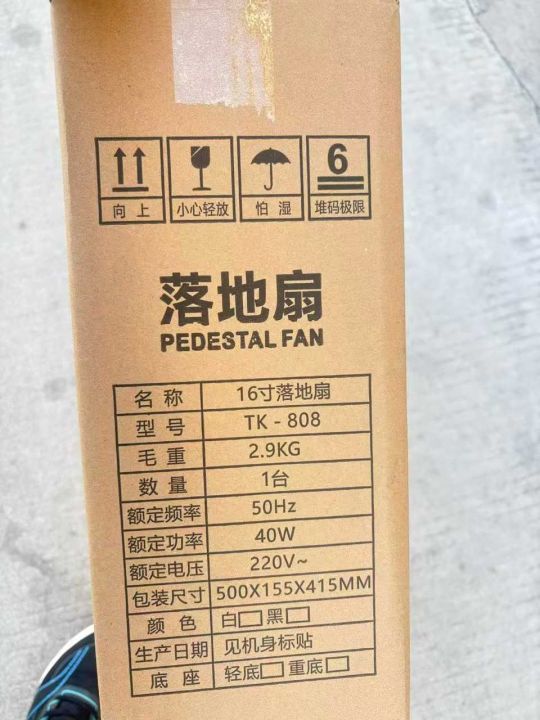 6
向上 小心轻放 怕湿 堆码极限
落地扇
PEDESTAL FAN
名称 16寸落地扇
型号 TK-808
毛重 2.9KG
数量 1台
额定频率 50Hz
额定功率 40W
额定电压 220V~
包装尺寸 500X155X415MM
颜色 白□黑□
生产日期 见机身标贴
底座 轻底□重底□